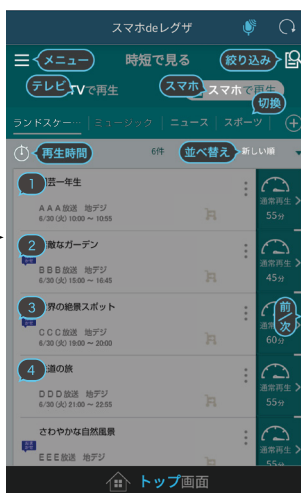 スマホdeレグザ
メニュー 時短で見る 絞り込み
テレビ TVで再生 スマホ スマホで再生
切換
ランドスケー… ミュージック ニュース スポーツ
再生時間 6件 並べ替え 新しい順
1 芸一年生
AAA放送 地デジ
6/30(火) 10:00 ~ 10:55
通常再生
55分
2 敵なガーデン
BBB放送 地デジ
6/30(火) 15:00 ~ 16:45
通常再生
45分
3 界の絶景スポット
CCC放送 地デジ
6/30(火) 19:00 ~ 20:00
通常再生
60分
前/次
4 道の旅
DDD放送 地デジ
6/30(火) 21:00 ~ 22:55
通常再生
55分
さわやかな自然風景
EEE放送 地デジ
通常再生
55分
トップ画面